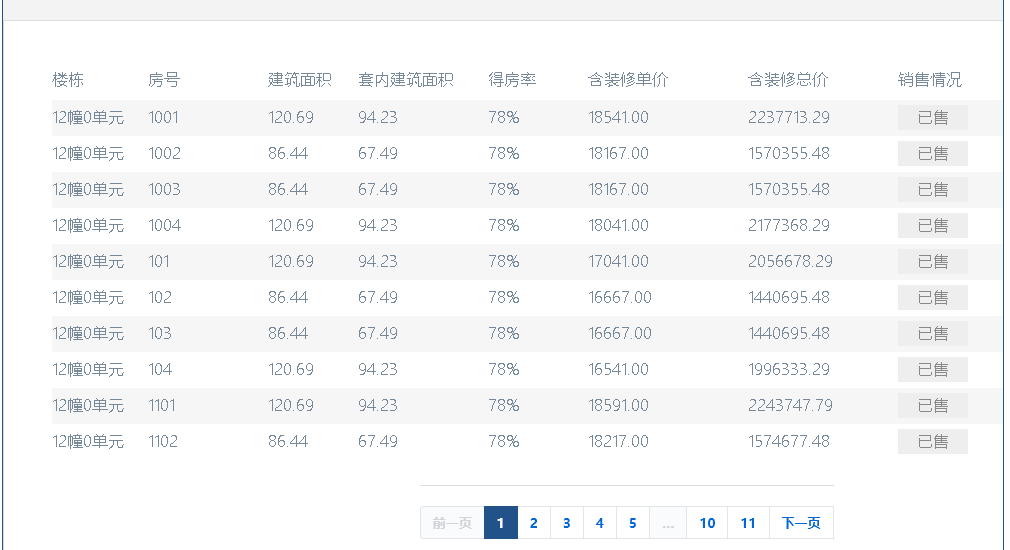 楼栋 房号 建筑面积 套内建筑面积 得房率 含装修单价 含装修总价 销售情况
12幢0单元 1001 120.69 94.23 78% 18541.00 2237713.29 已售
12幢0单元 1002 86.44 67.49 78% 18167.00 1570355.48 已售
12幢0单元 1003 86.44 67.49 78% 18167.00 1570355.48 已售
12幢0单元 1004 120.69 94.23 78% 18041.00 2177368.29 已售
12幢0单元 101 120.69 94.23 78% 17041.00 2056678.29 已售
12幢0单元 102 86.44 67.49 78% 16667.00 1440695.48 已售
12幢0单元 103 86.44 67.49 78% 16667.00 1440695.48 已售
12幢0单元 104 120.69 94.23 78% 16541.00 1996333.29 已售
12幢0单元 1101 120.69 94.23 78% 18591.00 2243747.79 已售
12幢0单元 1102 86.44 67.49 78% 18217.00 1574677.48 已售
前一页 1 2 3 4 5 ... 10 11 下一页